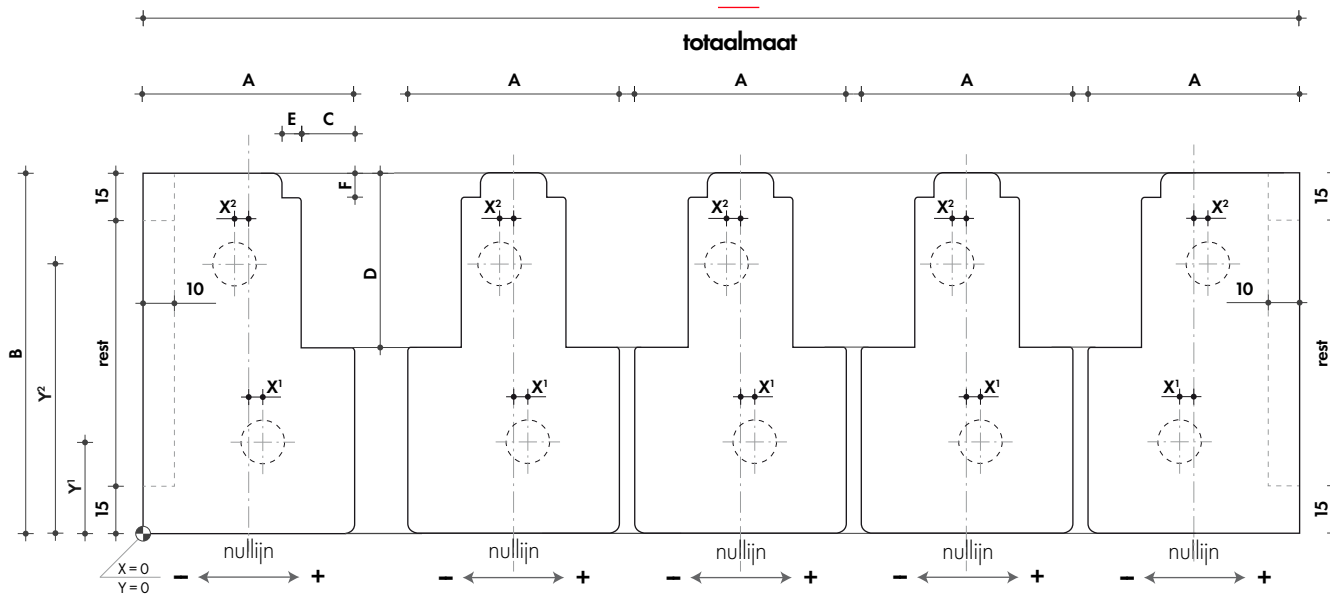 totaalmaat
A A A A A
E C
15 F 15
X² X² X² X² X²
D
10 10
B Y² rest rest
X¹ X¹ X¹ X¹ X¹
Y¹ 15 15
nullijn nullijn nullijn nullijn nullijn
X = 0
− + − + − + − + − +
Y = 0